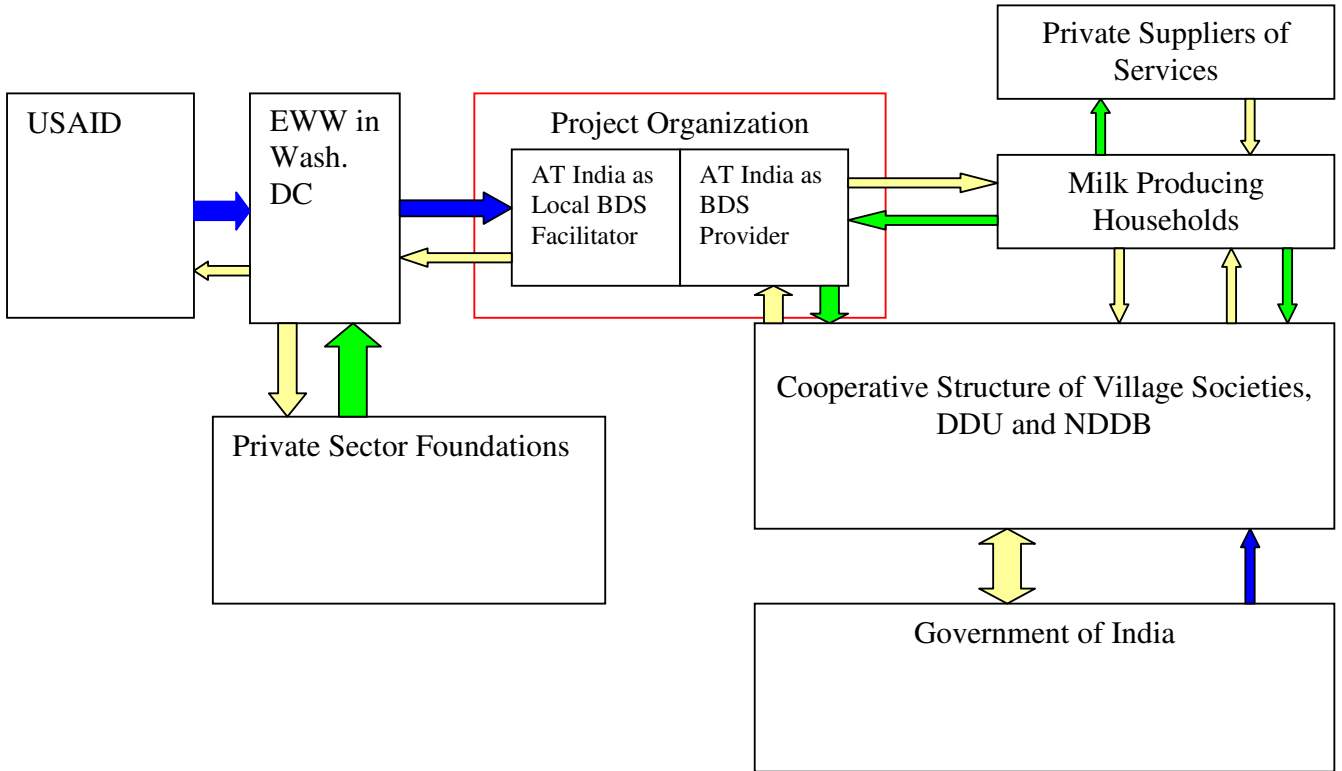 USAID
EWW in
Wash.
DC
Project Organization
AT India as
Local BDS
Facilitator
AT India as
BDS
Provider
Private Suppliers of
Services
Milk Producing
Households
Cooperative Structure of Village Societies,
DDU and NDDB
Private Sector Foundations
Government of India